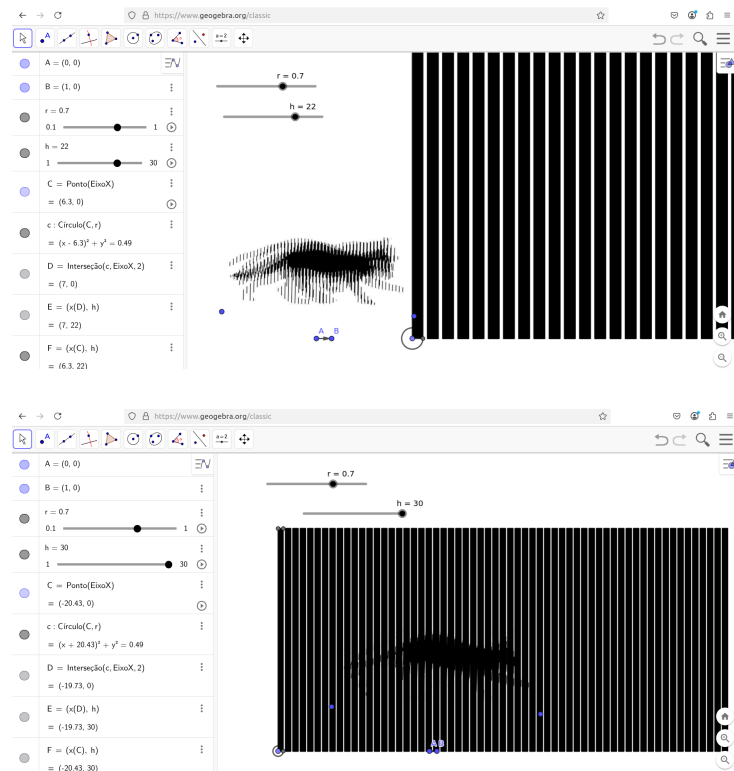 https://www.geogebra.org/classic
A
a=2
A = (0, 0)
B = (1, 0)
r = 0.7
0.1 1
h = 22
1 30
C = Ponto(EixoX)
= (6.3, 0)
c : Círculo(C, r)
= (x - 6.3)² + y² = 0.49
D = Interseção(c, EixoX, 2)
= (7, 0)
E = (x(D), h)
= (7, 22)
F = (x(C), h)
= (6.3, 22)
r = 0.7
h = 22
A B
https://www.geogebra.org/classic
A
a=2
A = (0, 0)
B = (1, 0)
r = 0.7
0.1 1
h = 30
1 30
C = Ponto(EixoX)
= (-20.43, 0)
c : Círculo(C, r)
= (x + 20.43)² + y² = 0.49
D = Interseção(c, EixoX, 2)
= (-19.73, 0)
E = (x(D), h)
= (-19.73, 30)
F = (x(C), h)
= (-20.43, 30)
r = 0.7
h = 30
A B